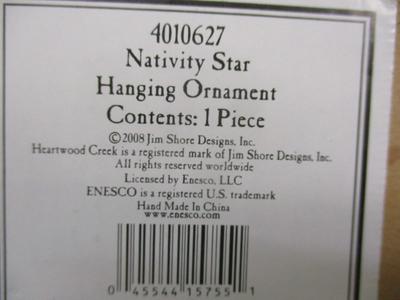 4010627
Nativity Star
Hanging Ornament
Contents: 1 Piece
©2008 Jim Shore Designs, Inc.
Heartwood Creek is a registered mark of Jim Shore Designs, Inc.
All rights reserved worldwide
Licensed by Enesco, LLC
ENESCO is a registered U.S. trademark
Hand Made In China
www.enesco.com
0 45544 15755 1